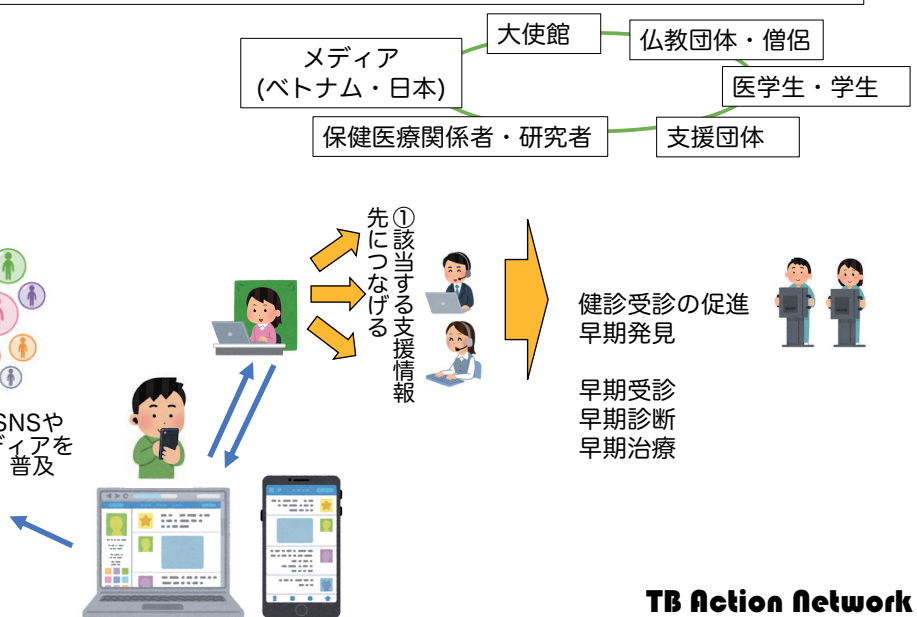 大使館
仏教団体・僧侶
メディア
(ベトナム・日本)
医学生・学生
保健医療関係者・研究者
支援団体
①該当する支援情報
先につなげる
健診受診の促進
早期発見
早期受診
早期診断
早期治療
SNSや
ディアを
普及
TB Action Network